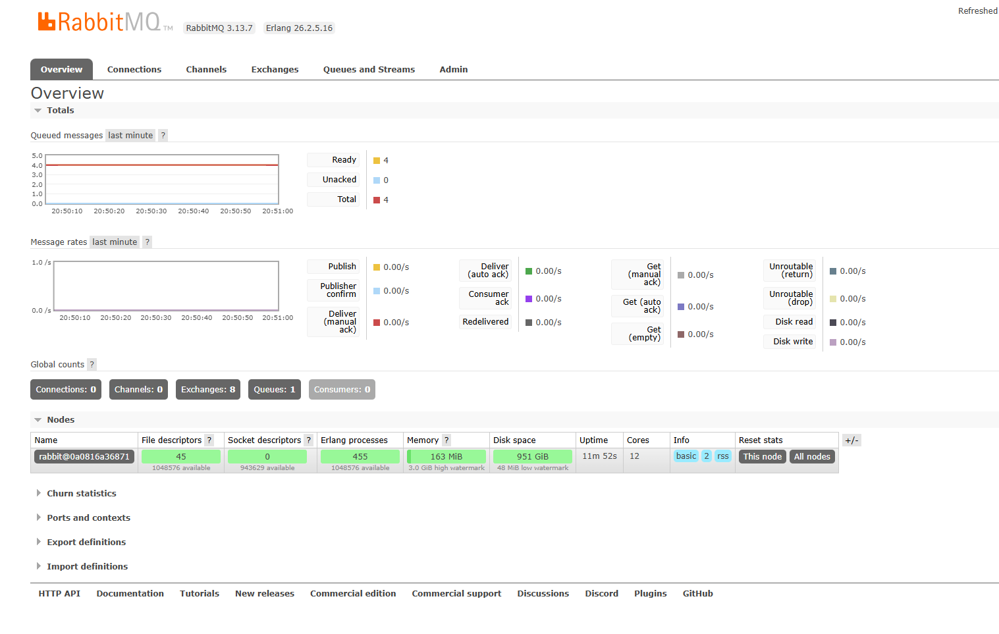 Refreshed
RabbitMQ TM RabbitMQ 3.13.7 Erlang 26.2.5.16
Overview Connections Channels Exchanges Queues and Streams Admin
Overview
Totals
Queued messages last minute ?
5.0
4.0
3.0
2.0
1.0
0.0
20:50:10 20:50:20 20:50:30 20:50:40 20:50:50 20:51:00
Ready 4
Unacked 0
Total 4
Message rates last minute ?
1.0 /s
0.0 /s
20:50:10 20:50:20 20:50:30 20:50:40 20:50:50 20:51:00
Publish 0.00/s
Publisher
confirm 0.00/s
Deliver
(manual
ack) 0.00/s
Deliver
(auto ack) 0.00/s
Consumer
ack 0.00/s
Redelivered 0.00/s
Get
(manual
ack) 0.00/s
Get (auto
ack) 0.00/s
Get
(empty) 0.00/s
Unroutable
(return) 0.00/s
Unroutable
(drop) 0.00/s
Disk read 0.00/s
Disk write 0.00/s
Global counts ?
Connections: 0 Channels: 0 Exchanges: 8 Queues: 1 Consumers: 0
Nodes
Name File descriptors ? Socket descriptors ? Erlang processes Memory ? Disk space Uptime Cores Info Reset stats +/-
rabbit@0a0816a36871 45 0 455 163 MiB 951 GiB 11m 52s 12 basic 2 rss This node All nodes
1048576 available 943629 available 1048576 available 3.0 GiB high watermark 48 MiB low watermark
Churn statistics
Ports and contexts
Export definitions
Import definitions
HTTP API Documentation Tutorials New releases Commercial edition Commercial support Discussions Discord Plugins GitHub